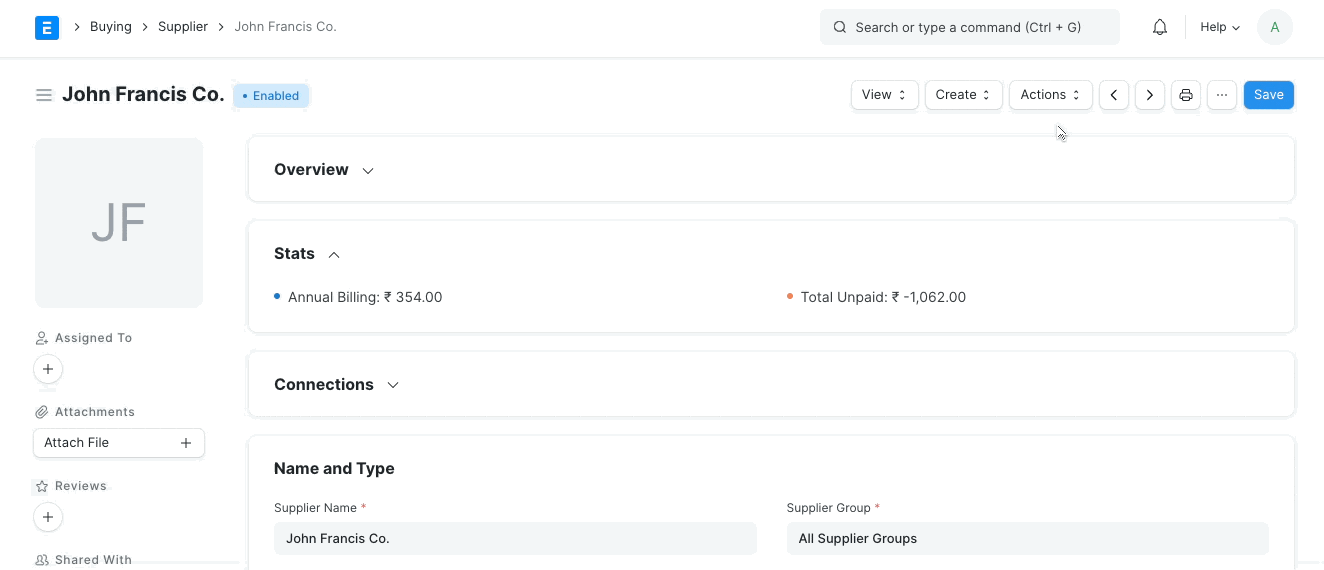 E Buying Supplier John Francis Co. Search or type a command (Ctrl + G) Help A
John Francis Co. • Enabled View Create Actions ... Save
Overview
JF
Stats
• Annual Billing: ₹ 354.00 • Total Unpaid: ₹ -1,062.00
Assigned To
+
Connections
Attachments
Attach File +
Name and Type
Reviews
+
Supplier Name * Supplier Group *
John Francis Co. All Supplier Groups
Shared With